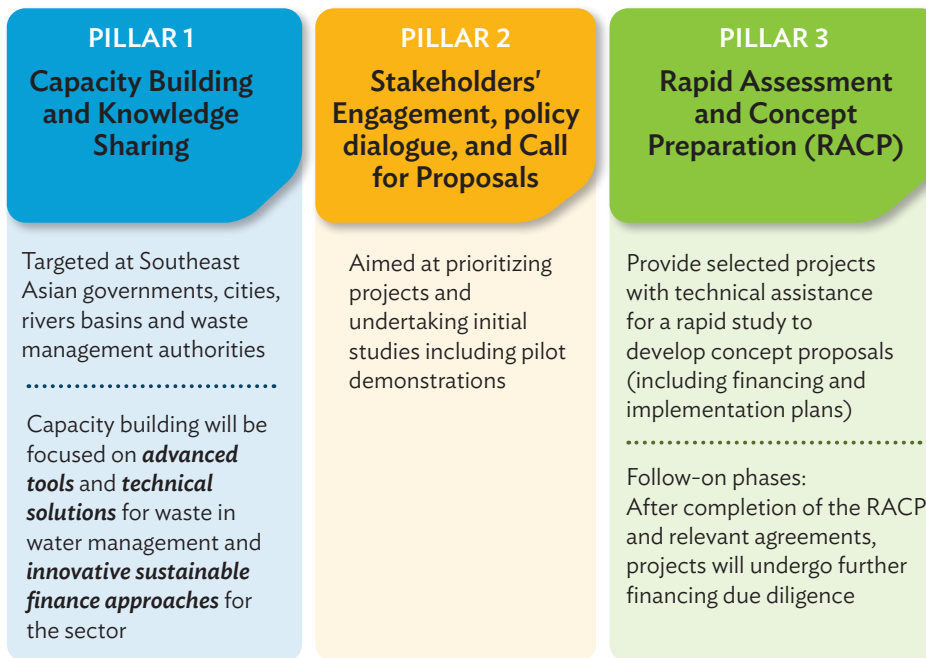 PILLAR 1
Capacity Building
and Knowledge
Sharing
Targeted at Southeast
Asian governments, cities,
rivers basins and waste
management authorities
Capacity building will be
focused on advanced
tools and technical
solutions for waste in
water management and
innovative sustainable
finance approaches for
the sector
PILLAR 2
Stakeholders'
Engagement, policy
dialogue, and Call
for Proposals
Aimed at prioritizing
projects and
undertaking initial
studies including pilot
demonstrations
PILLAR 3
Rapid Assessment
and Concept
Preparation (RACP)
Provide selected projects
with technical assistance
for a rapid study to
develop concept proposals
(including financing and
implementation plans)
Follow-on phases:
After completion of the RACP
and relevant agreements,
projects will undergo further
financing due diligence